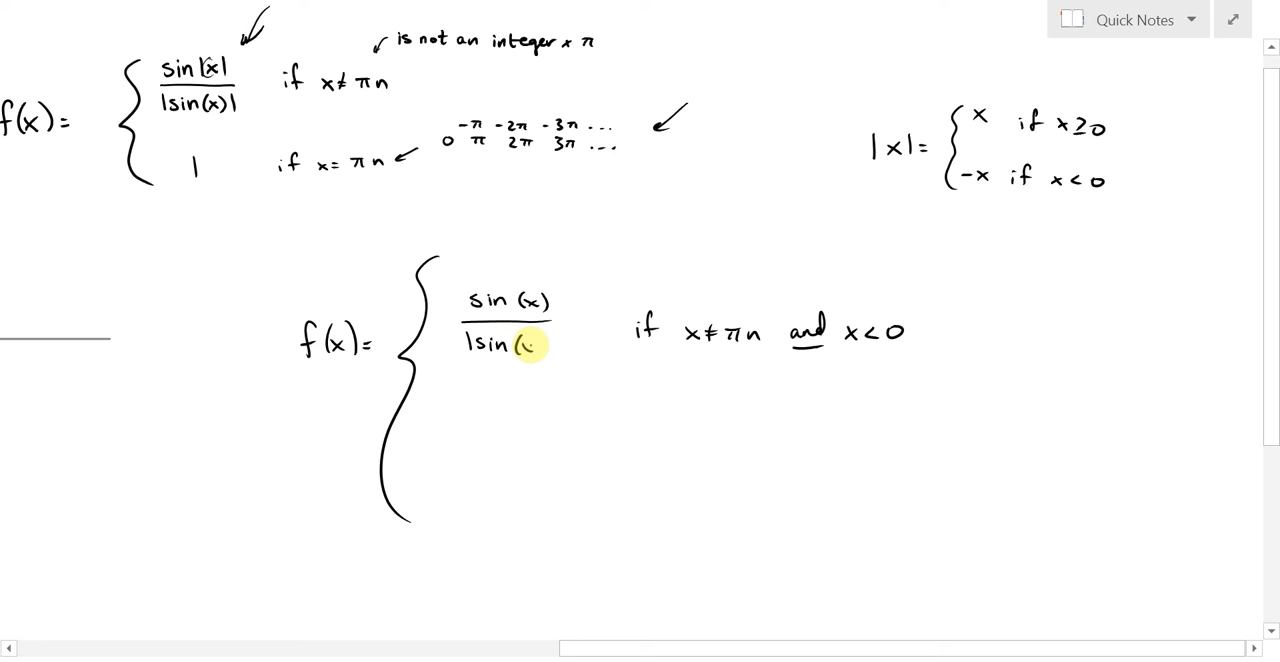 Quick Notes
is not an integer x π
f(x)= { sin|x| / |sin(x)| if x≠πn
1 if x=πn
-π -2π -3π ...
0 π 2π 3π ...
|x|= { x if x≥0
-x if x<0
f(x)= { sin(x) / |sin( if x≠πn and x<0